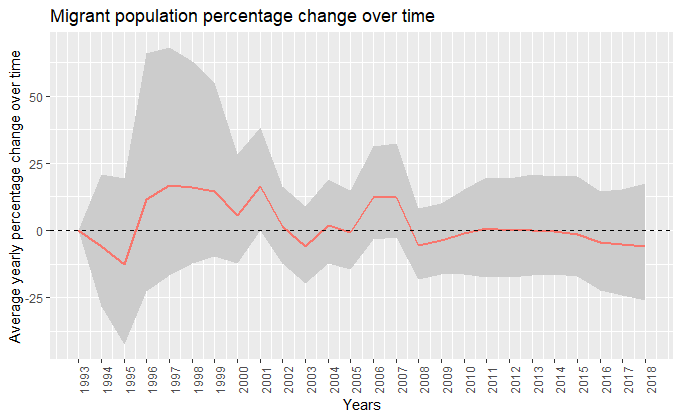 Migrant population percentage change over time
Average yearly percentage change over time
50
25
0
-25
1993 1994 1995 1996 1997 1998 1999 2000 2001 2002 2003 2004 2005 2006 2007 2008 2009 2010 2011 2012 2013 2014 2015 2016 2017 2018
Years